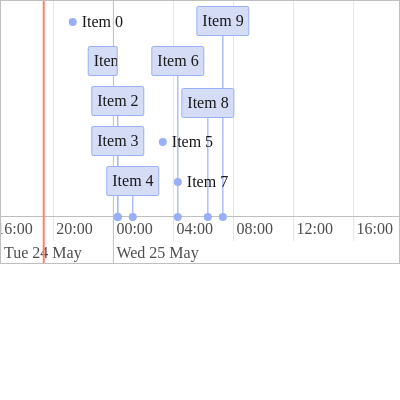 Item 9
Item 0
Item 6
Item 2
Item 8
Item 3
Item 5
Item 4
Item 7
20:00
00:00
04:00
08:00
12:00
16:00
Tue 24 May
Wed 25 May